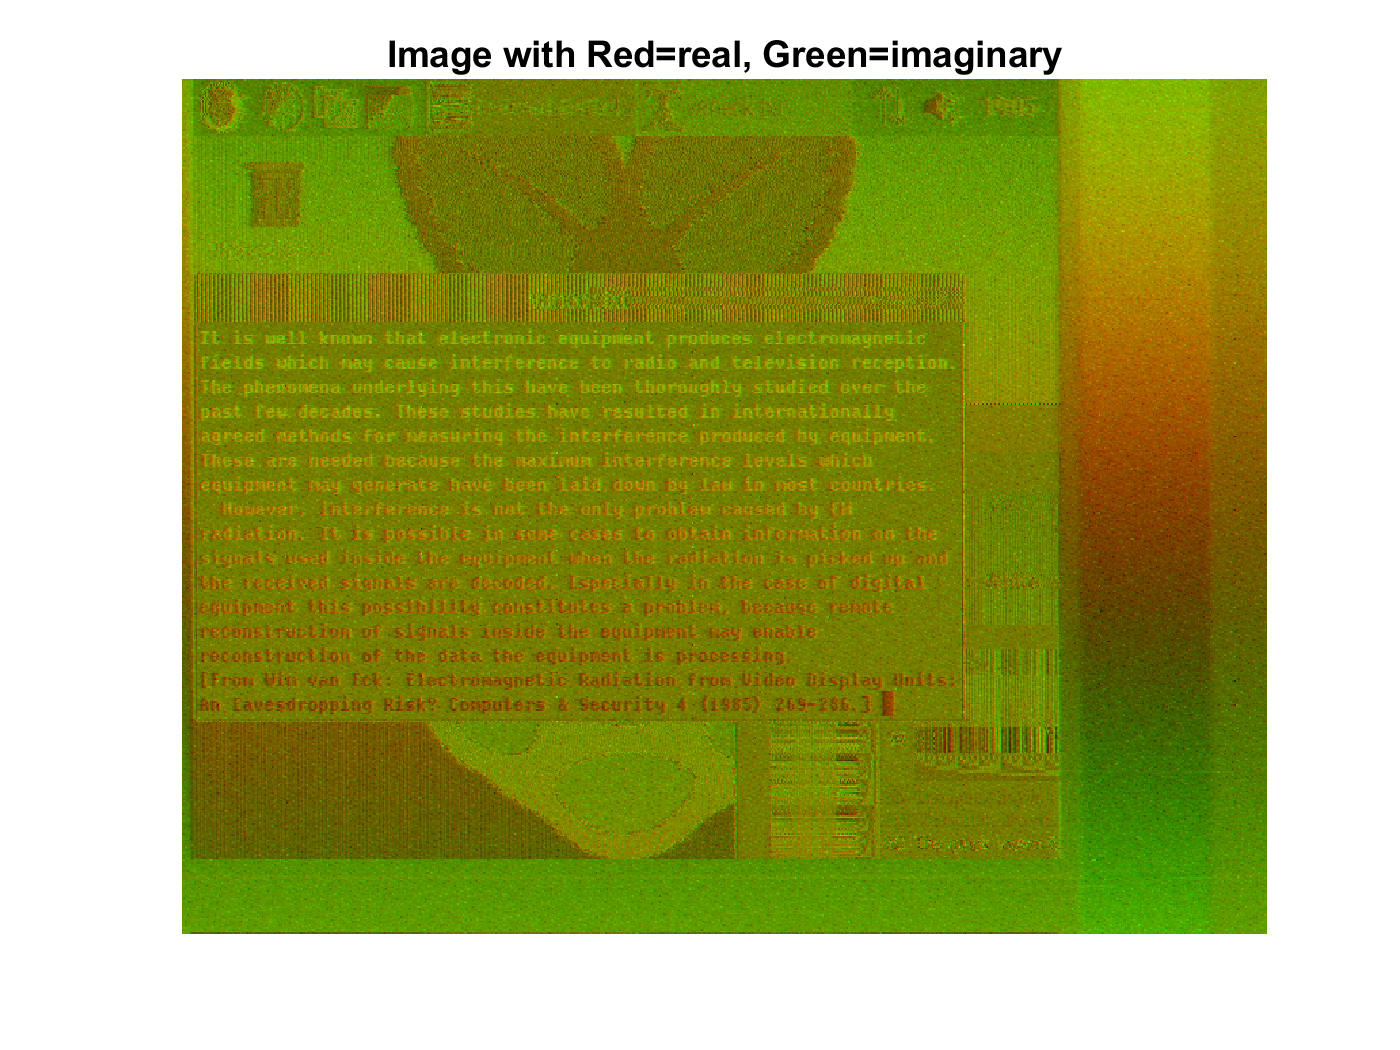 Image with Red=real, Green=imaginary
19:05
It is well known that electronic equipment produces electromagnetic
fields which may cause interference to radio and television reception.
The phenomena underlying this have been thoroughly studied over the
past few decades. These studies have resulted in internationally
agreed methods for measuring the interference produced by equipment.
These are needed because the maximum interference levels which
equipment may generate have been laid down by law in most countries.
However, interference is not the only problem caused by EM
radiation. It is possible in some cases to obtain information on the
signals used inside the equipment when the radiation is picked up and
the received signals are decoded. Especially in the case of digital
equipment this possibility constitutes a problem, because remote
reconstruction of signals inside the equipment may enable
reconstruction of the data the equipment is processing.
[From Wim van Eck: Electromagnetic Radiation from Video Display Units:
An Eavesdropping Risk? Computers & Security 4 (1985) 269-286.]